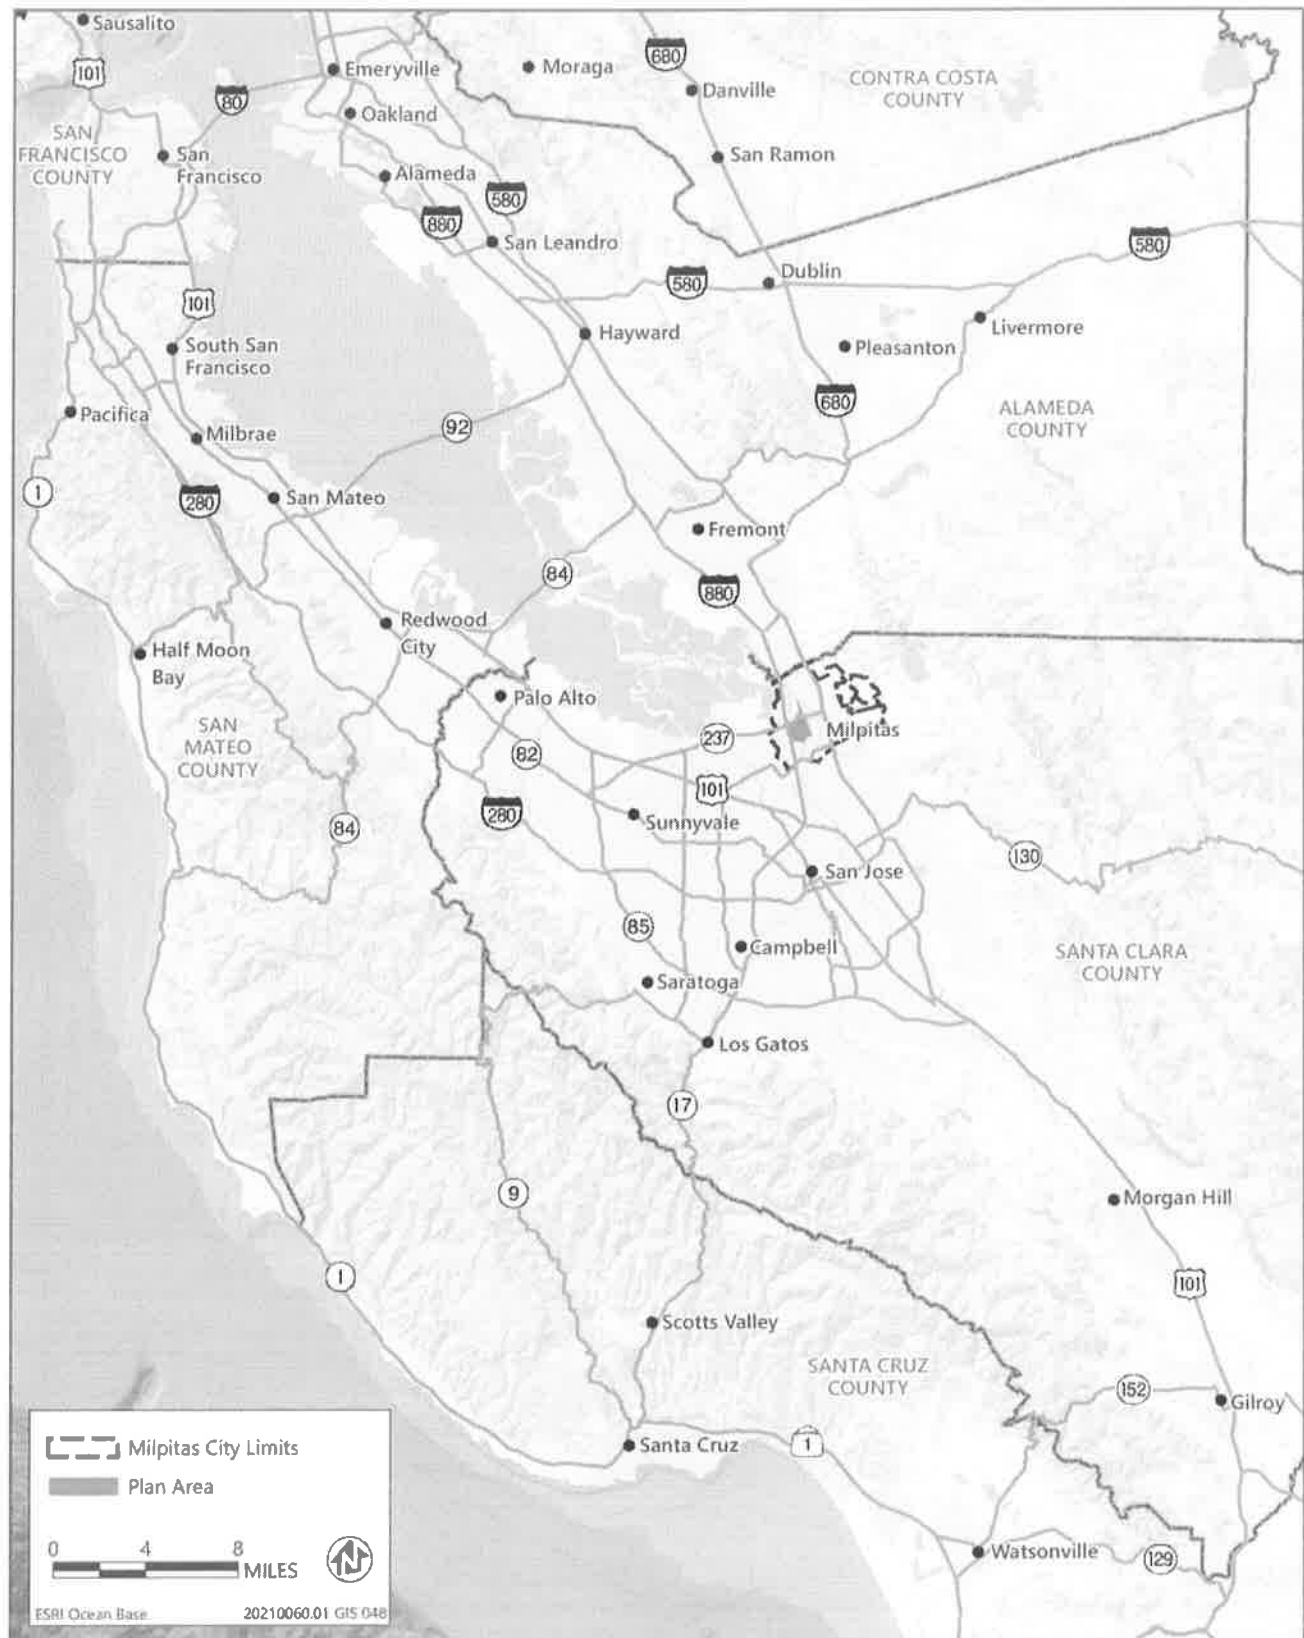 Sausalito
101
80
Emeryville
Oakland
Moraga
680
Danville
CONTRA COSTA
COUNTY
SAN
FRANCISCO
COUNTY
San
Francisco
Alameda
San Ramon
580
880
San Leandro
580
580
Dublin
101
South San
Francisco
Hayward
Pleasanton
Livermore
Pacifica
Milbrae
92
680
ALAMEDA
COUNTY
1
280
San Mateo
Fremont
84
880
Redwood
City
Half Moon
Bay
Palo Alto
SAN
MATEO
COUNTY
82
237
Milpitas
101
280
Sunnyvale
84
San Jose
130
85
Campbell
SANTA CLARA
COUNTY
Saratoga
Los Gatos
17
9
Morgan Hill
1
101
Scotts Valley
SANTA CRUZ
COUNTY
152
Gilroy
Santa Cruz
1
Watsonville
129
Milpitas City Limits
Plan Area
0 4 8
MILES
N
ESRI Ocean Base
20210060.01 GIS 048